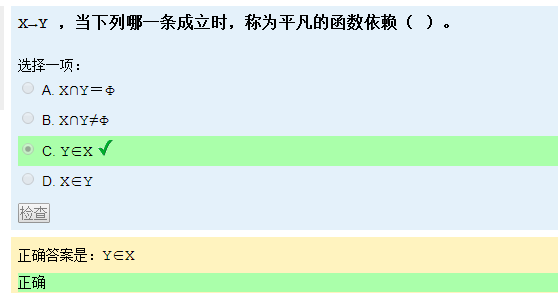 X→Y ，当下列哪一条成立时，称为平凡的函数依赖（ ）。
选择一项：
A. X∩Y＝Φ
B. X∩Y≠Φ
C. Y∈X
D. X∈Y
检查
正确答案是：Y∈X
正确